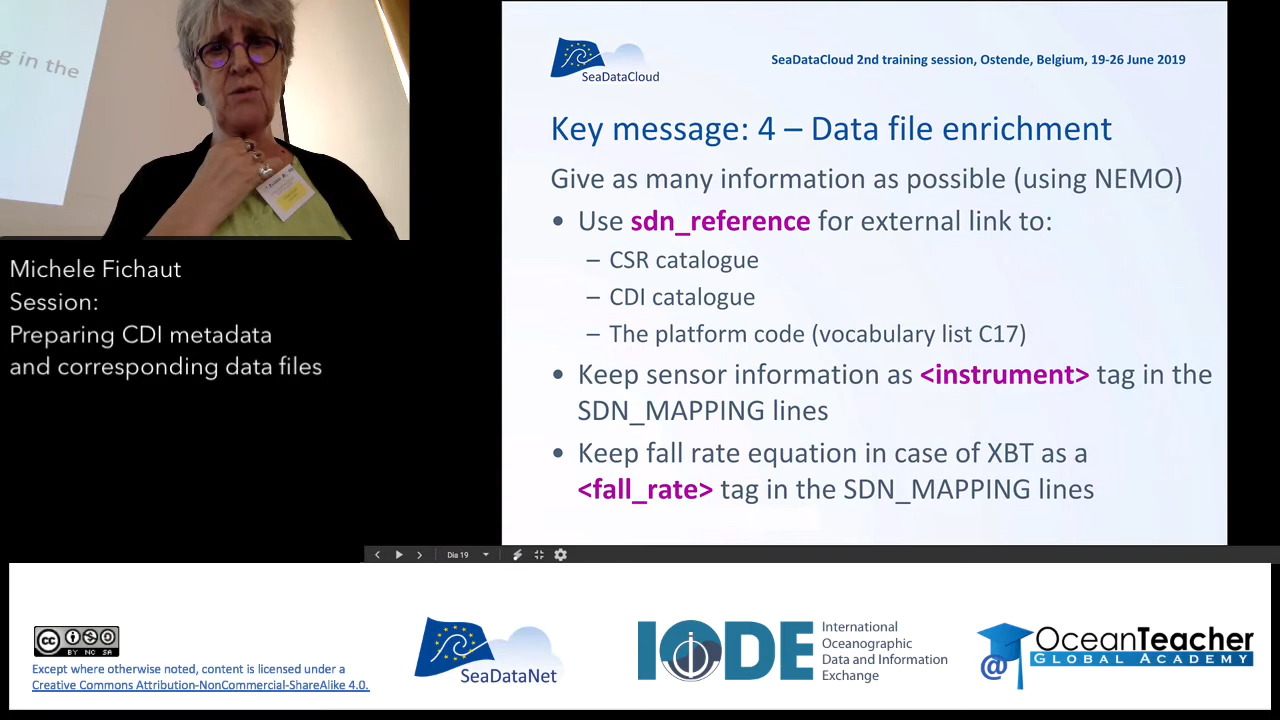 g in the
Michele Fichaut
Session:
Preparing CDI metadata
and corresponding data files
SeaDataCloud
SeaDataCloud 2nd training session, Ostende, Belgium, 19-26 June 2019
Key message: 4 – Data file enrichment
Give as many information as possible (using NEMO)
• Use sdn_reference for external link to:
– CSR catalogue
– CDI catalogue
– The platform code (vocabulary list C17)
• Keep sensor information as <instrument> tag in the
SDN_MAPPING lines
• Keep fall rate equation in case of XBT as a
<fall_rate> tag in the SDN_MAPPING lines
Dia 19
cc
BY NC SA
Except where otherwise noted, content is licensed under a
Creative Commons Attribution-NonCommercial-ShareAlike 4.0.
SeaDataNet
IODE
International
Oceanographic
Data and Information
Exchange
@
OceanTeacher
GLOBAL ACADEMY